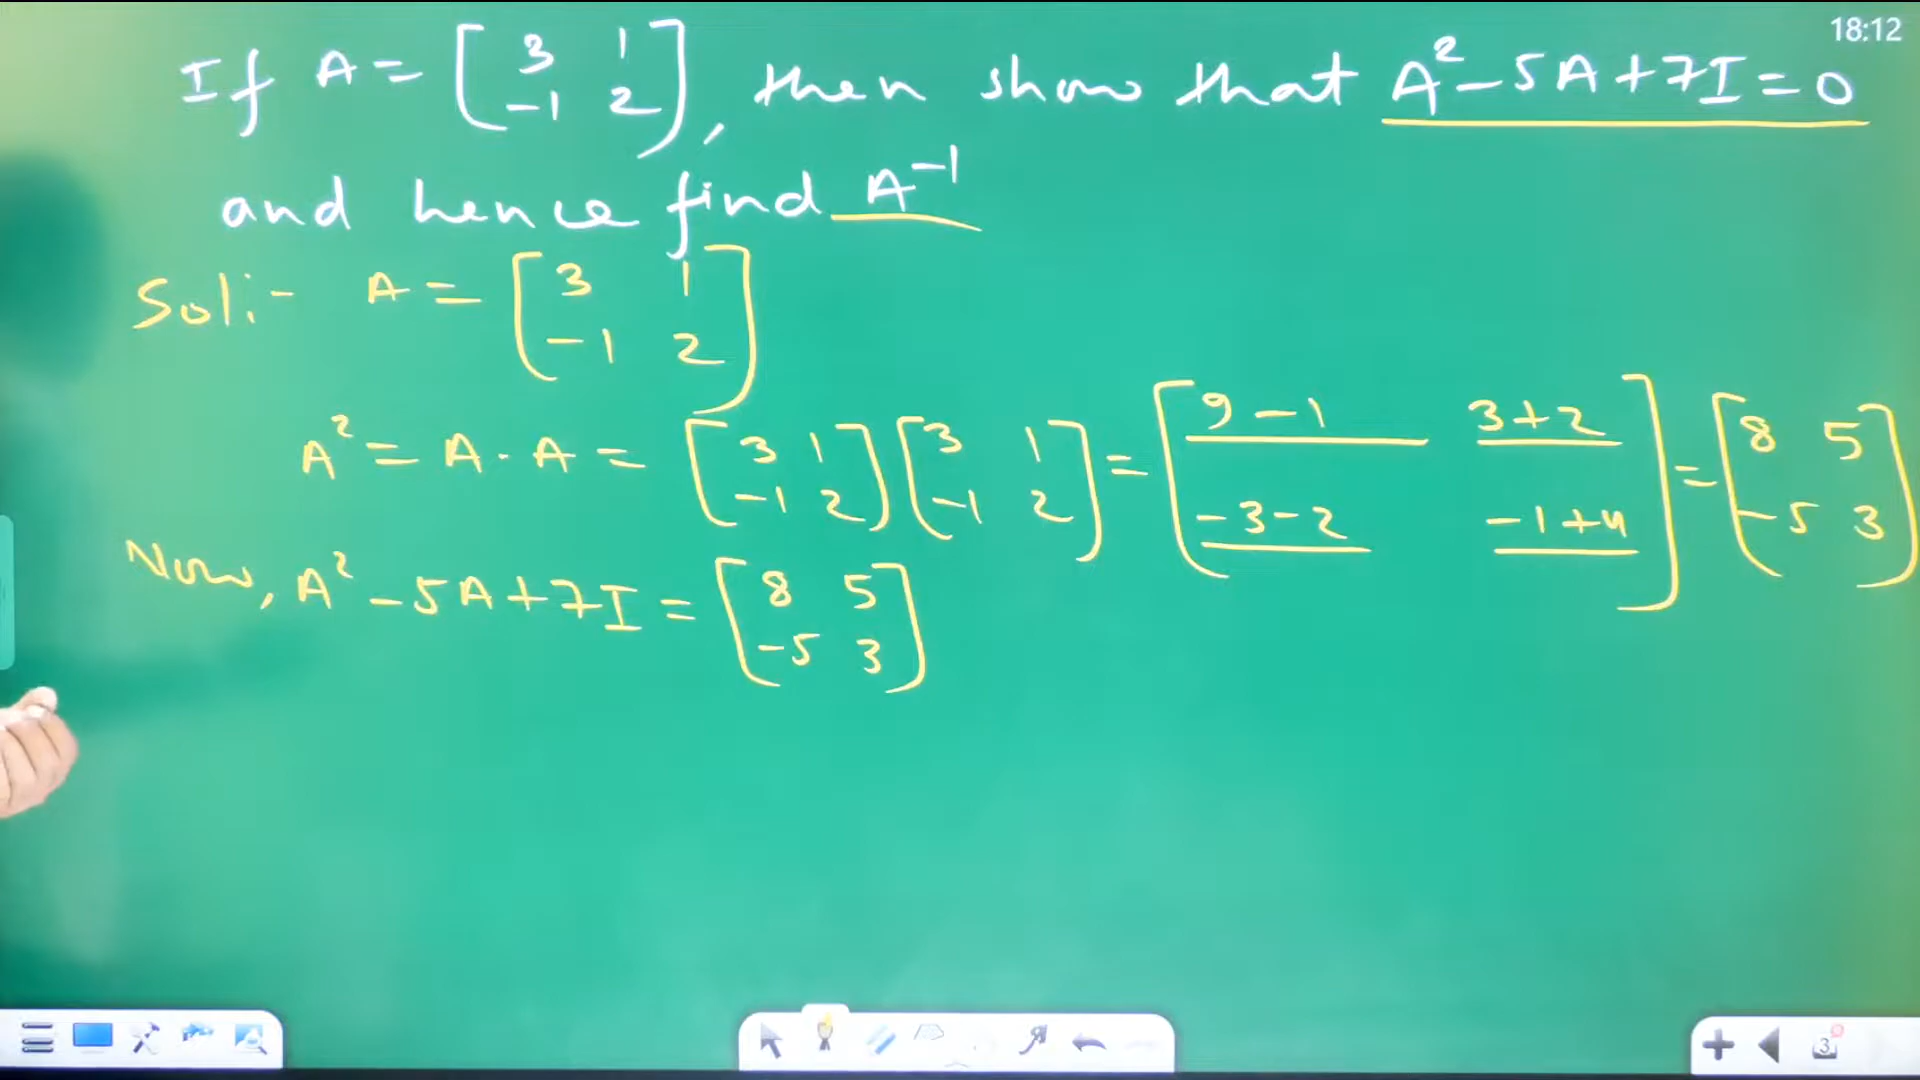 18:12
If A = [3 1 -1 2], then show that A² - 5A + 7I = 0
and hence find A⁻¹
Sol:- A = [3 1 -1 2]
A² = A · A = [3 1 -1 2] [3 1 -1 2] = [9-1 3+2 -3-2 -1+4] = [8 5 -5 3]
Now, A² - 5A + 7I = [8 5 -5 3]
3